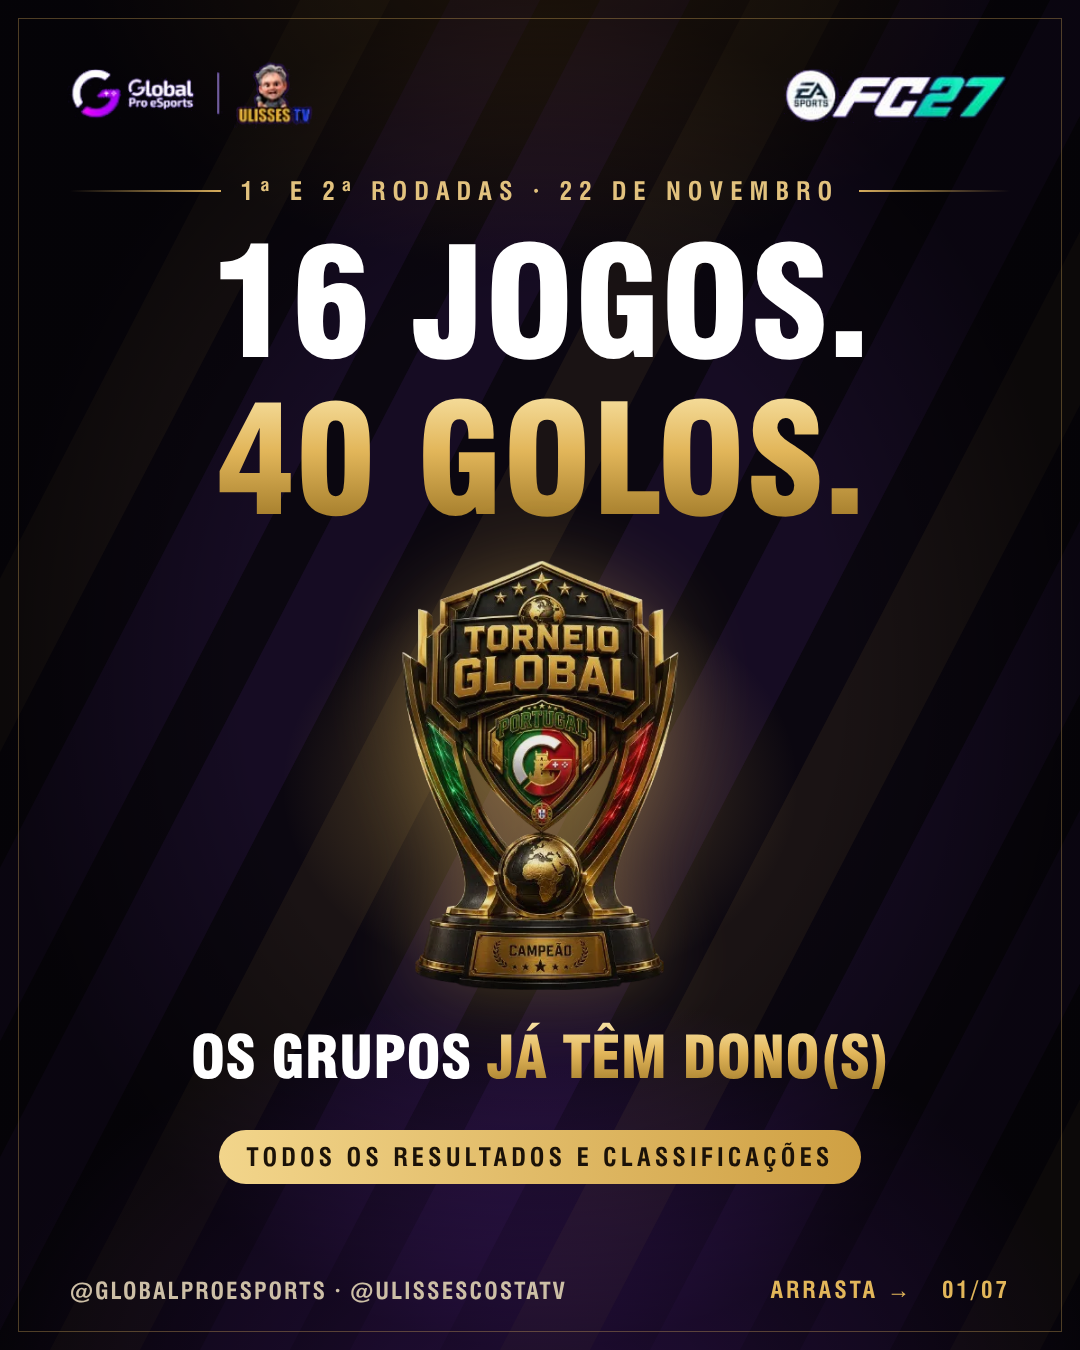 Global
Pro eSports
ULISSES TV
EA
SPORTS
FC27
1ª E 2ª RODADAS · 22 DE NOVEMBRO
16 JOGOS.
40 GOLOS.
TORNEIO
GLOBAL
PORTUGAL
CAMPEÃO
OS GRUPOS JÁ TÊM DONO(S)
TODOS OS RESULTADOS E CLASSIFICAÇÕES
@GLOBALPROESPORTS · @ULISSESCOSTATV
ARRASTA → 01/07